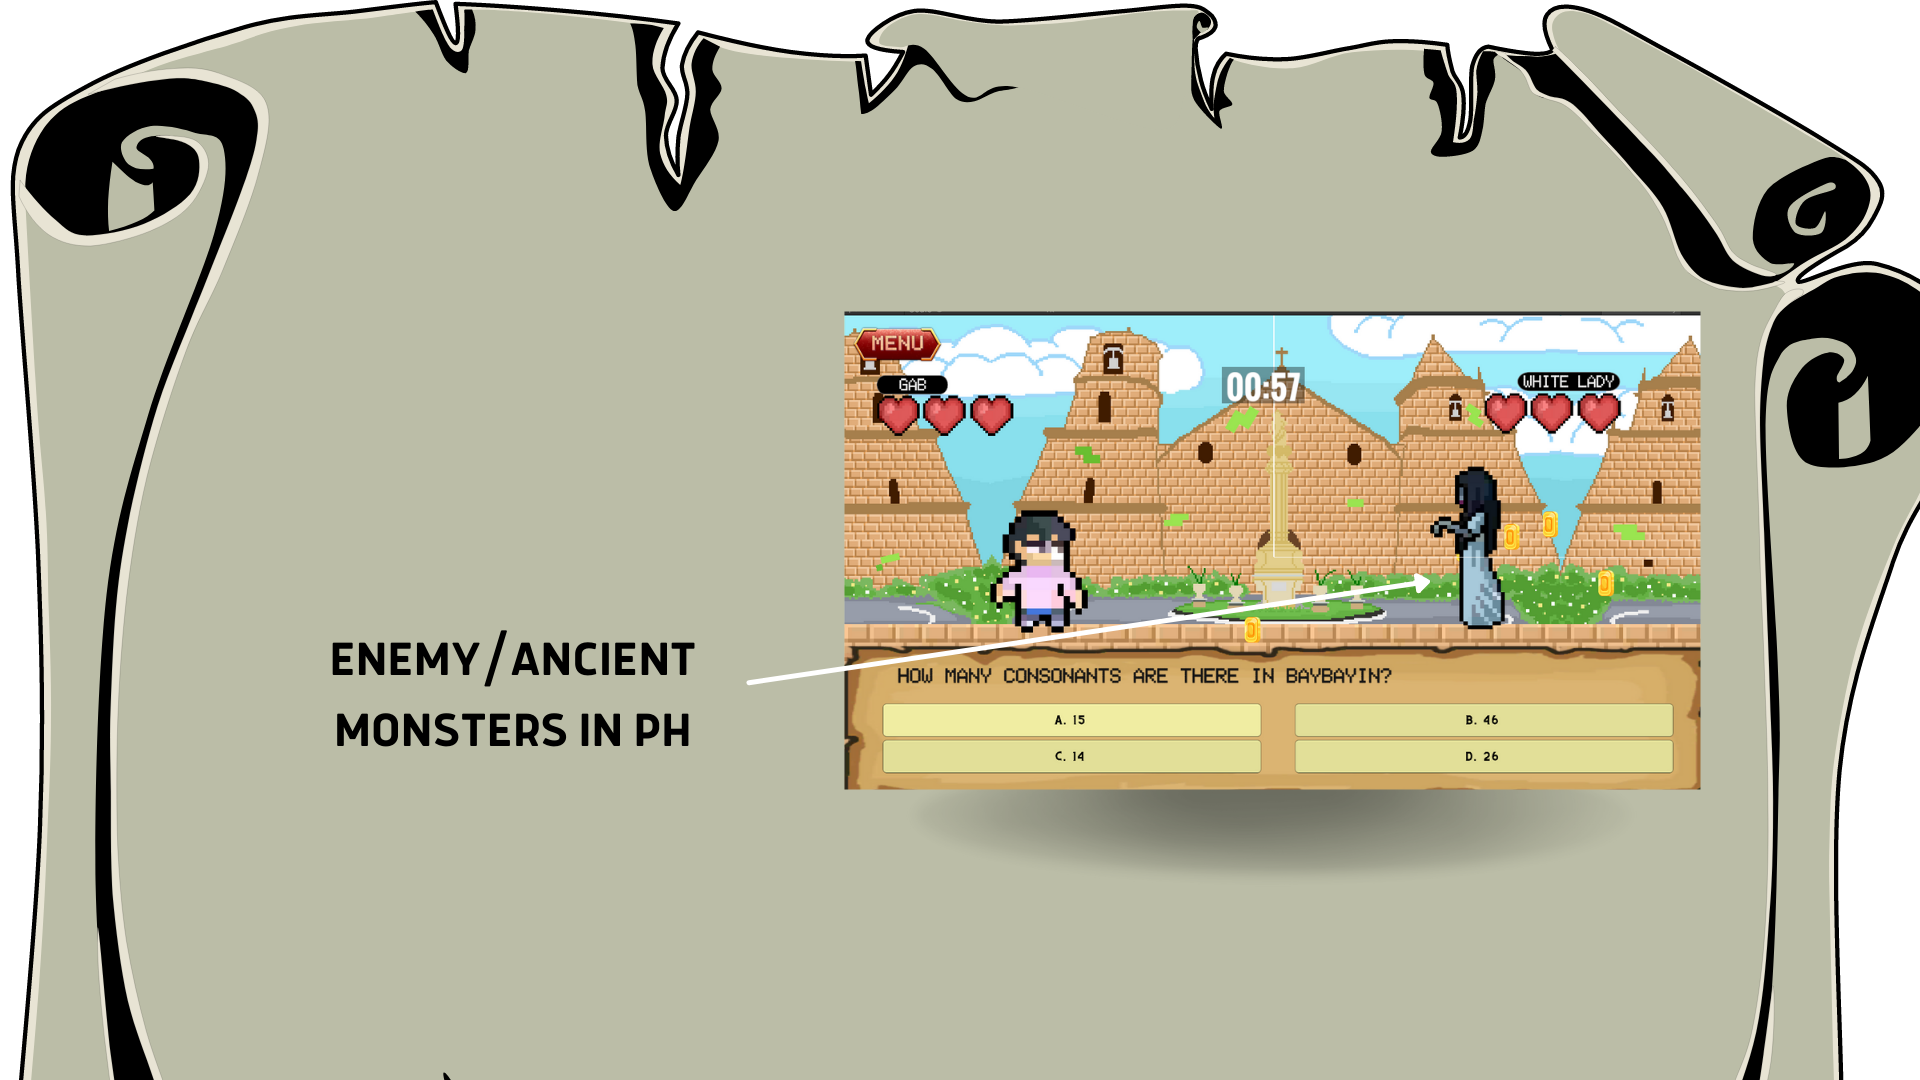 MENU
GAB
00:57
WHITE LADY
ENEMY/ANCIENT
MONSTERS IN PH
HOW MANY CONSONANTS ARE THERE IN BAYBAYIN?
A. 15
B. 46
C. 14
D. 26